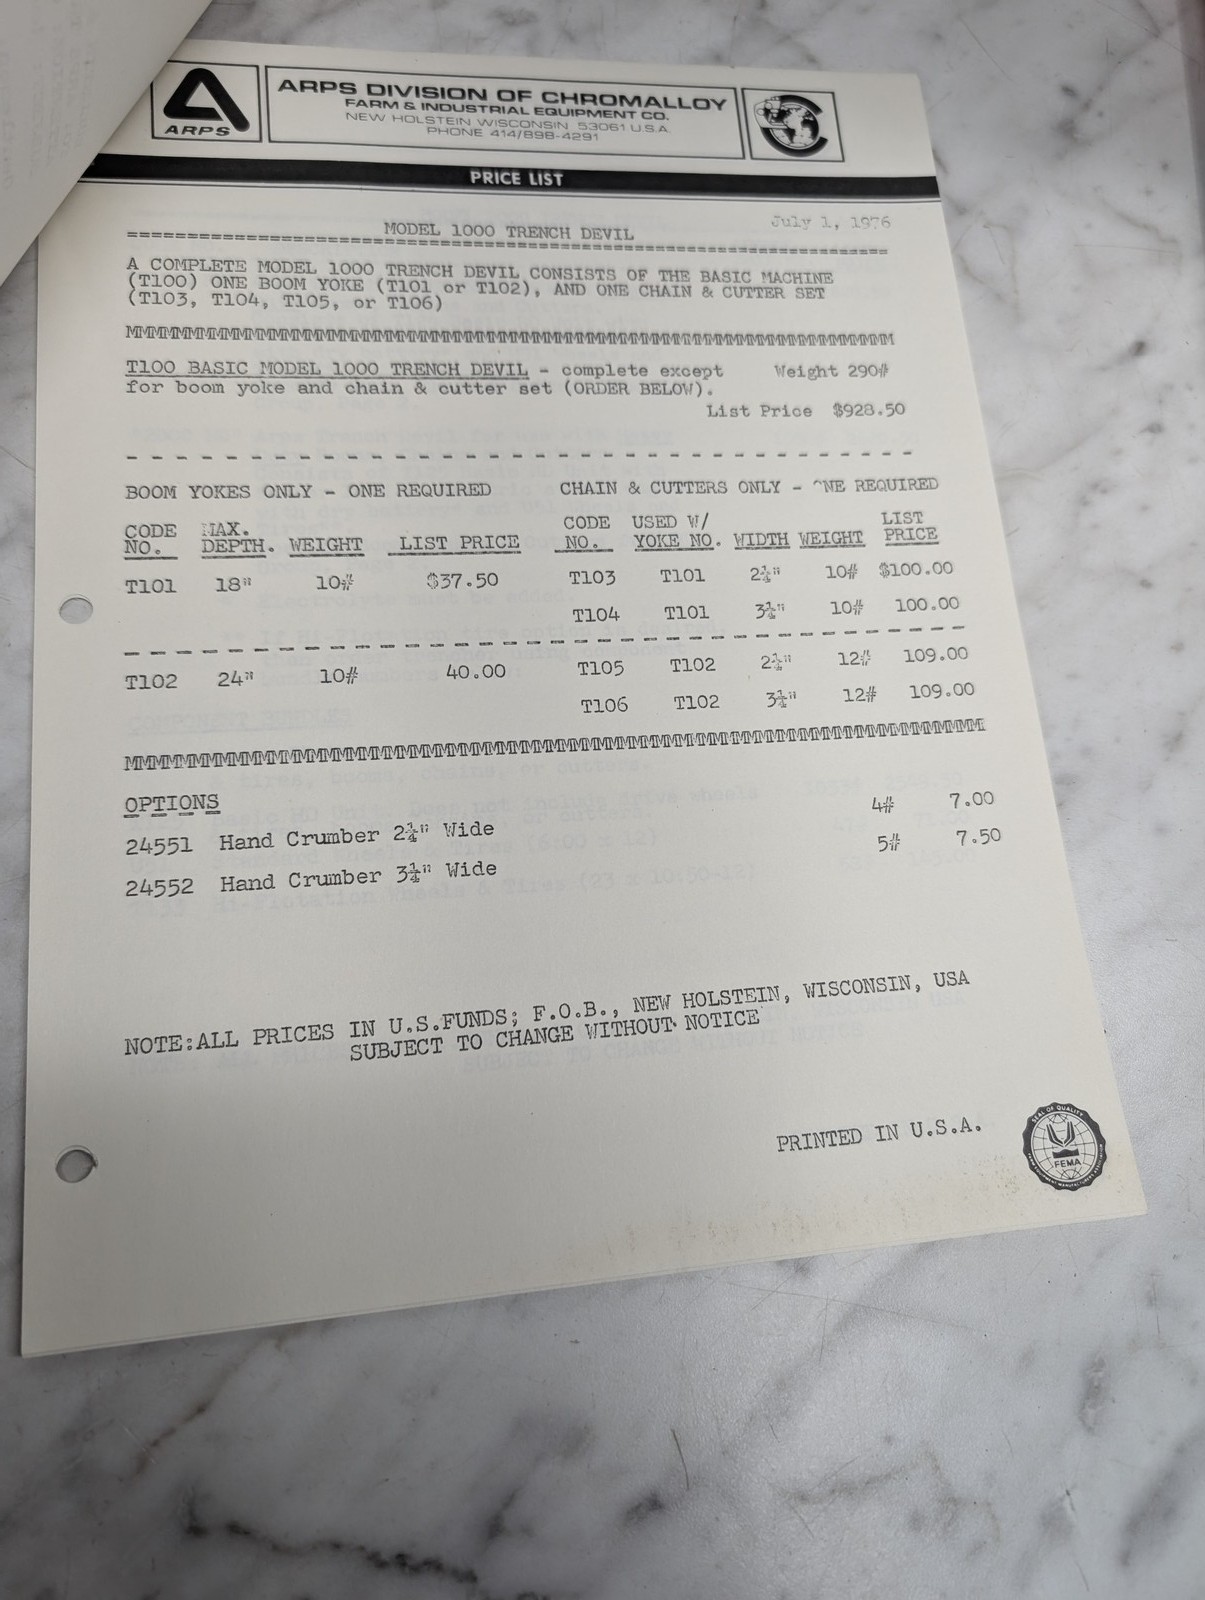 ARPS
ARPS DIVISION OF CHROMALLOY
FARM & INDUSTRIAL EQUIPMENT CO.
NEW HOLSTEIN WISCONSIN 53061 U.S.A.
PHONE 414/898-4291
PRICE LIST
July 1, 1976
MODEL 1000 TRENCH DEVIL
A COMPLETE MODEL 1000 TRENCH DEVIL CONSISTS OF THE BASIC MACHINE
(T100) ONE BOOM YOKE (T101 or T102), AND ONE CHAIN & CUTTER SET
(T103, T104, T105, or T106)
T100 BASIC MODEL 1000 TRENCH DEVIL - complete except Weight 290#
for boom yoke and chain & cutter set (ORDER BELOW).
List Price $928.50
BOOM YOKES ONLY - ONE REQUIRED CHAIN & CUTTERS ONLY - ONE REQUIRED
CODE NO. MAX. DEPTH. WEIGHT LIST PRICE CODE NO. USED W/ YOKE NO. WIDTH WEIGHT LIST PRICE
T101 18" 10# $37.50 T103 T101 2¼" 10# $100.00
T104 T101 3¼" 10# 100.00
T102 24" 10# 40.00 T105 T102 2¼" 12# 109.00
T106 T102 3¼" 12# 109.00
OPTIONS
24551 Hand Crumber 2¼" Wide 4# 7.00
24552 Hand Crumber 3¼" Wide 5# 7.50
NOTE:ALL PRICES IN U.S.FUNDS; F.O.B., NEW HOLSTEIN, WISCONSIN, USA
SUBJECT TO CHANGE WITHOUT NOTICE
PRINTED IN U.S.A.
SEAL OF QUALITY
FEMA